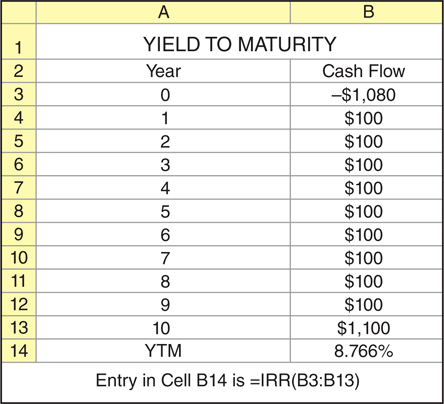 A B
1 YIELD TO MATURITY
2 Year Cash Flow
3 0 –$1,080
4 1 $100
5 2 $100
6 3 $100
7 4 $100
8 5 $100
9 6 $100
10 7 $100
11 8 $100
12 9 $100
13 10 $1,100
14 YTM 8.766%
Entry in Cell B14 is =IRR(B3:B13)